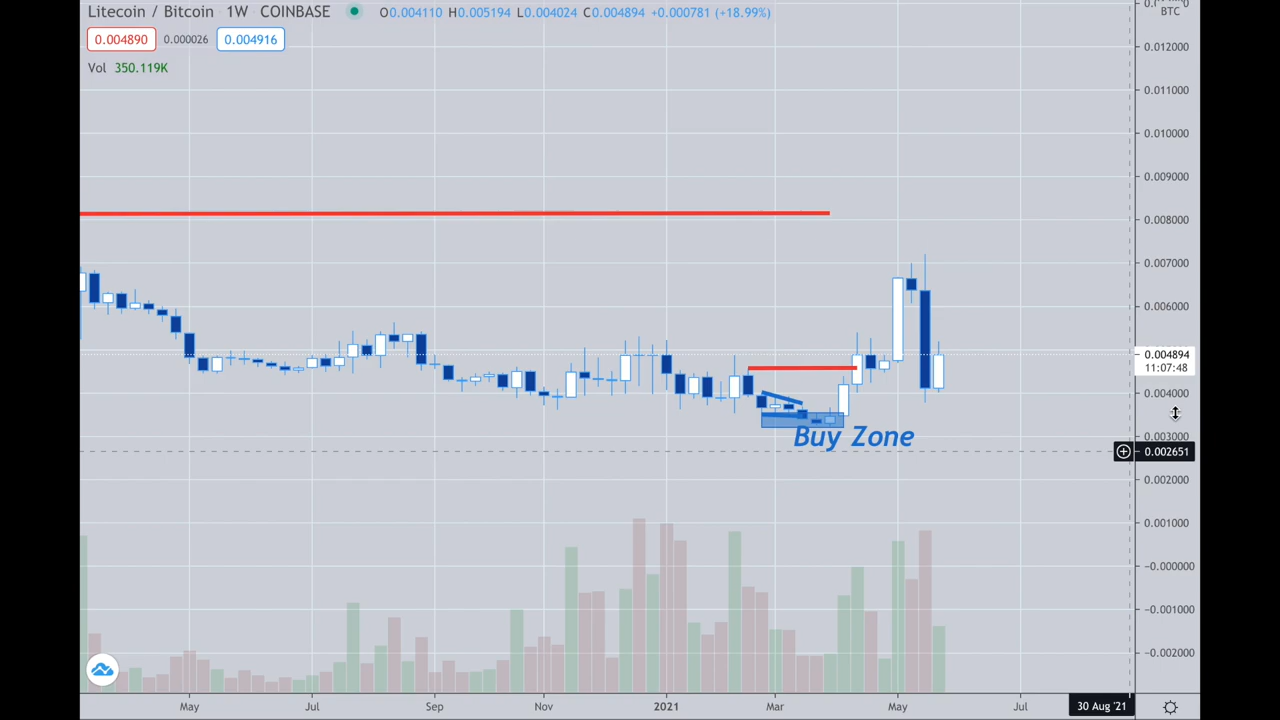 Litecoin / Bitcoin · 1W · COINBASE O0.004110 H0.005194 L0.004024 C0.004894 +0.000781 (+18.99%)
BTC
0.004890 0.000026 0.004916
Vol 350.119K
0.012000
0.011000
0.010000
0.009000
0.008000
0.007000
0.006000
0.004894
11:07:48
0.004000
Buy Zone
0.003000
0.002651
0.002000
0.001000
−0.000000
−0.001000
−0.002000
May Jul Sep Nov 2021 Mar May Jul 30 Aug '21